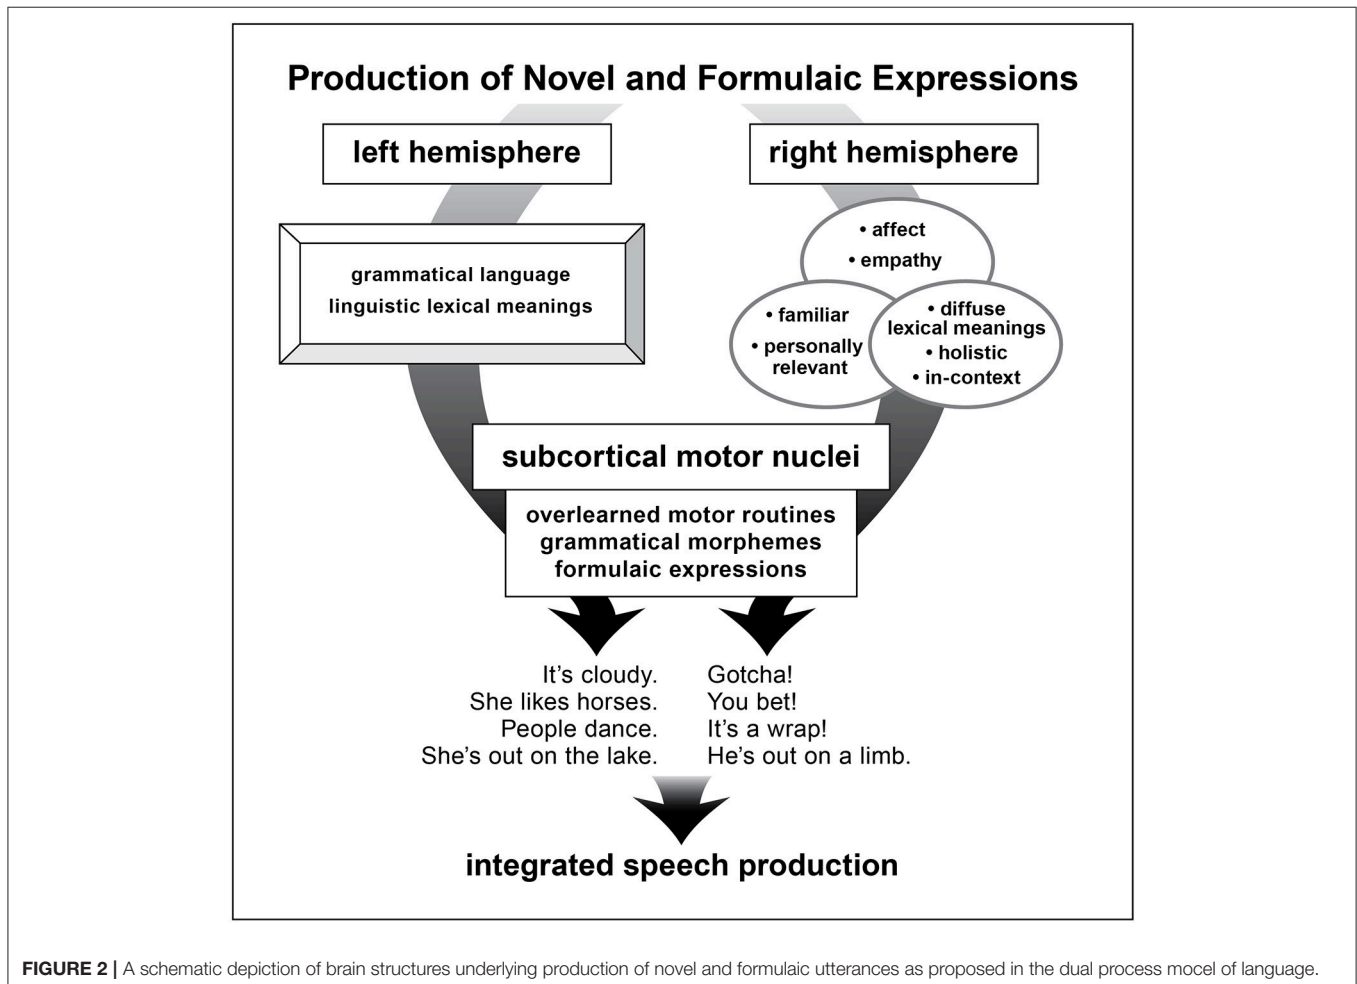 Production of Novel and Formulaic Expressions
left hemisphere
right hemisphere
grammatical language
linguistic lexical meanings
• affect
• empathy
• familiar
• personally
relevant
• diffuse
lexical meanings
• holistic
• in-context
subcortical motor nuclei
overlearned motor routines
grammatical morphemes
formulaic expressions
It's cloudy.
She likes horses.
People dance.
She's out on the lake.
Gotcha!
You bet!
It's a wrap!
He's out on a limb.
integrated speech production
FIGURE 2 | A schematic depiction of brain structures underlying production of novel and formulaic utterances as proposed in the dual process mocel of language.